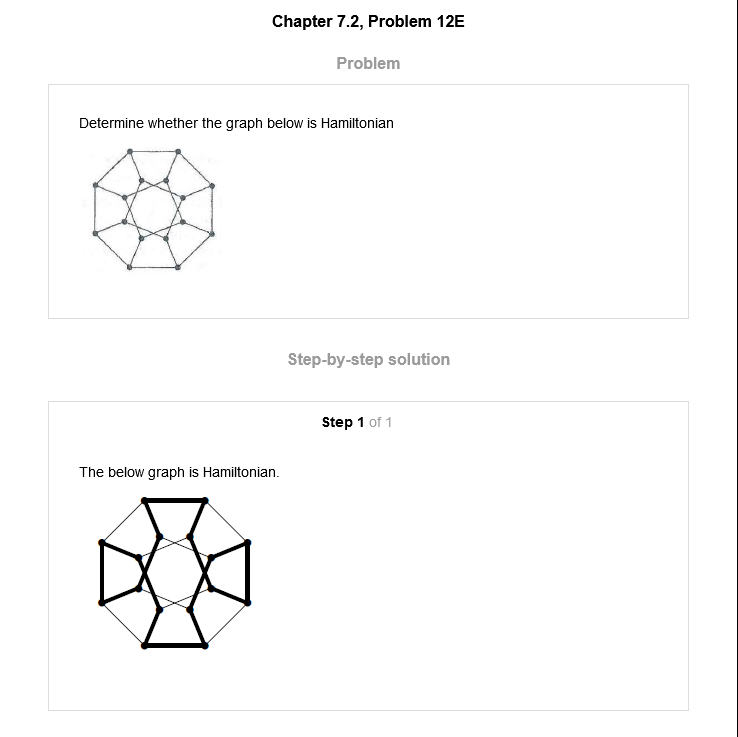 Chapter 7.2, Problem 12E
Problem
Determine whether the graph below is Hamiltonian
Step-by-step solution
Step 1 of 1
The below graph is Hamiltonian.